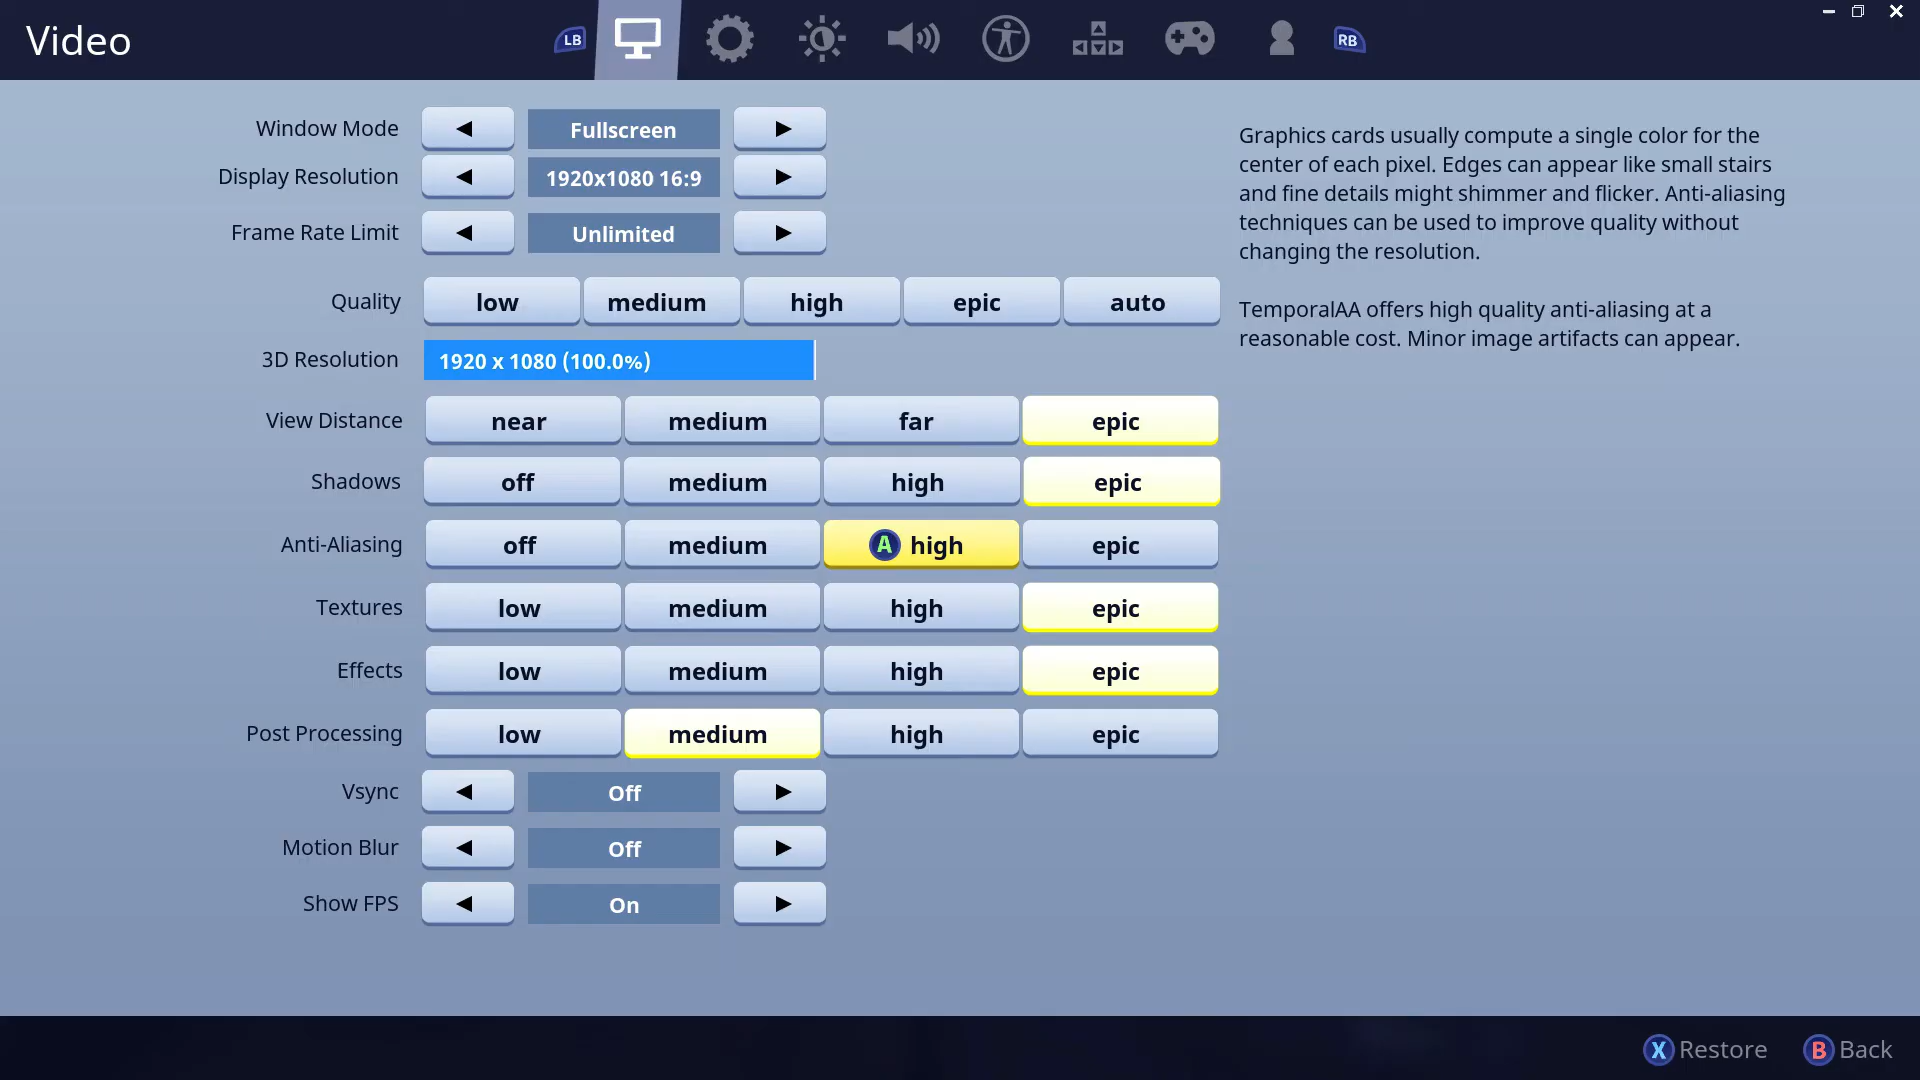 Video
LB
RB
Window Mode Fullscreen
Display Resolution 1920x1080 16:9
Frame Rate Limit Unlimited
Quality low medium high epic auto
3D Resolution 1920 x 1080 (100.0%)
View Distance near medium far epic
Shadows off medium high epic
Anti-Aliasing off medium A high epic
Textures low medium high epic
Effects low medium high epic
Post Processing low medium high epic
Vsync Off
Motion Blur Off
Show FPS On
Graphics cards usually compute a single color for the
center of each pixel. Edges can appear like small stairs
and fine details might shimmer and flicker. Anti-aliasing
techniques can be used to improve quality without
changing the resolution.
TemporalAA offers high quality anti-aliasing at a
reasonable cost. Minor image artifacts can appear.
X Restore
B Back